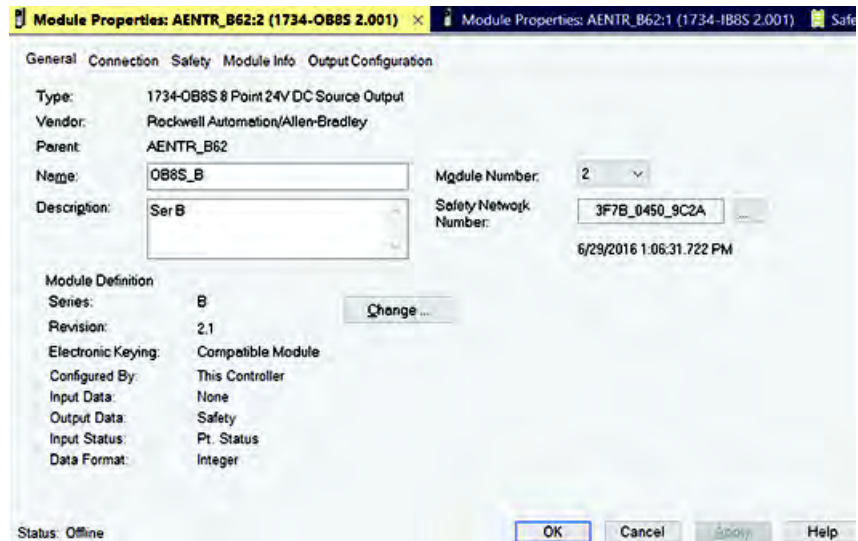 Module Properties: AENTR_B62:2 (1734-OB8S 2.001) × Module Properties: AENTR_B62:1 (1734-IB8S 2.001) Safe
General Connection Safety Module Info Output Configuration
Type: 1734-OB8S 8 Point 24V DC Source Output
Vendor: Rockwell Automation/Allen-Bradley
Parent: AENTR_B62
Name: OB8S_B Module Number: 2
Description: Ser B Safety Network Number: 3F7B_0450_9C2A ...
6/29/2016 1:06:31.722 PM
Module Definition
Series: B Change ...
Revision: 2.1
Electronic Keying: Compatible Module
Configured By: This Controller
Input Data: None
Output Data: Safety
Input Status: Pt. Status
Data Format: Integer
Status: Offline OK Cancel Apply Help